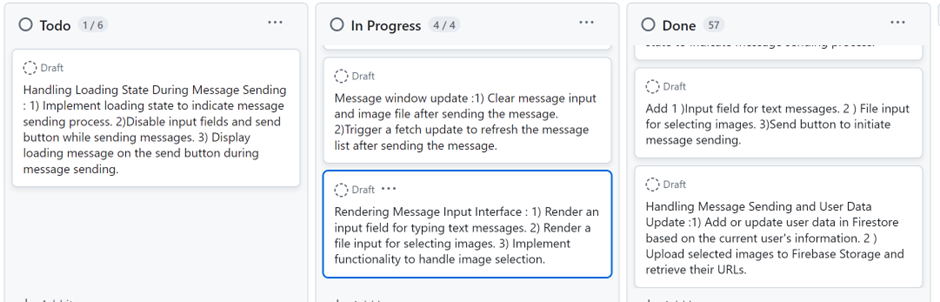 Todo 1 / 6
Draft
Handling Loading State During Message Sending
: 1) Implement loading state to indicate message
sending process. 2)Disable input fields and send
button while sending messages. 3) Display
loading message on the send button during
message sending.
In Progress 4 / 4
Draft
Message window update :1) Clear message input
and image file after sending the message.
2)Trigger a fetch update to refresh the message
list after sending the message.
Draft
Rendering Message Input Interface : 1) Render an
input field for typing text messages. 2) Render a
file input for selecting images. 3) Implement
functionality to handle image selection.
Done 57
Draft
Add 1 )Input field for text messages. 2 ) File input
for selecting images. 3)Send button to initiate
message sending.
Draft
Handling Message Sending and User Data
Update :1) Add or update user data in Firestore
based on the current user's information. 2 )
Upload selected images to Firebase Storage and
retrieve their URLs.